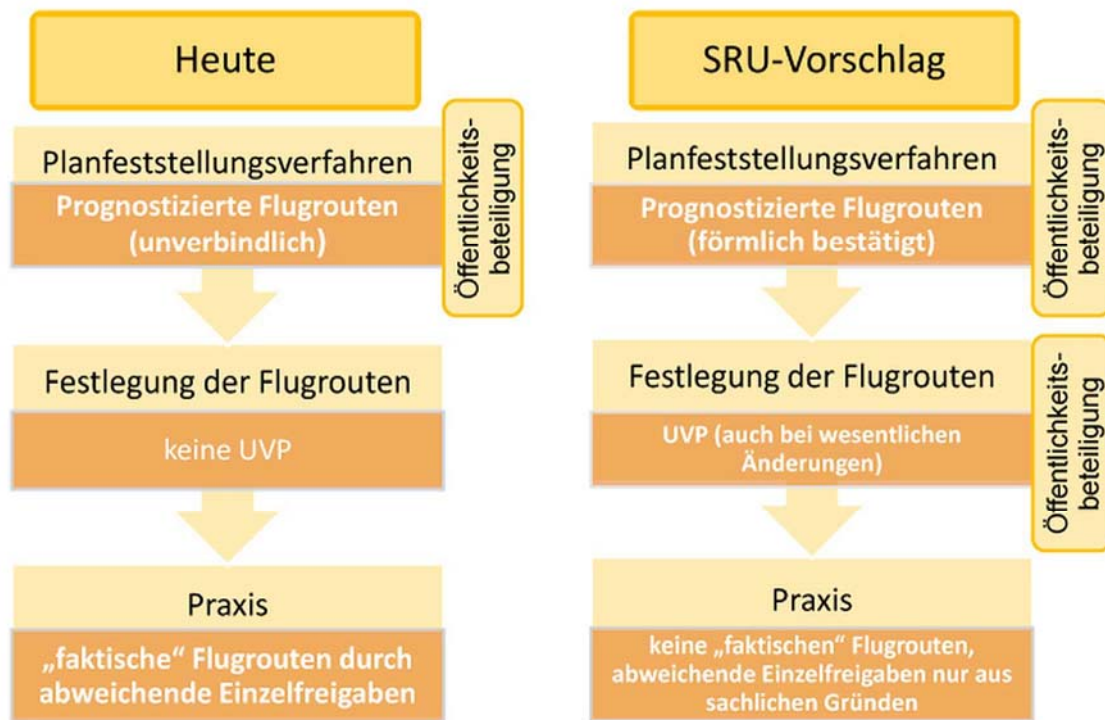 Heute
Planfeststellungsverfahren
Prognostizierte Flugrouten
(unverbindlich)
Öffentlichkeits-
beteiligung
Festlegung der Flugrouten
keine UVP
Praxis
„faktische“ Flugrouten durch
abweichende Einzelfreigaben
SRU-Vorschlag
Planfeststellungsverfahren
Prognostizierte Flugrouten
(förmlich bestätigt)
Öffentlichkeits-
beteiligung
Festlegung der Flugrouten
UVP (auch bei wesentlichen
Änderungen)
Öffentlichkeits-
beteiligung
Praxis
keine „faktischen“ Flugrouten,
abweichende Einzelfreigaben nur aus
sachlichen Gründen